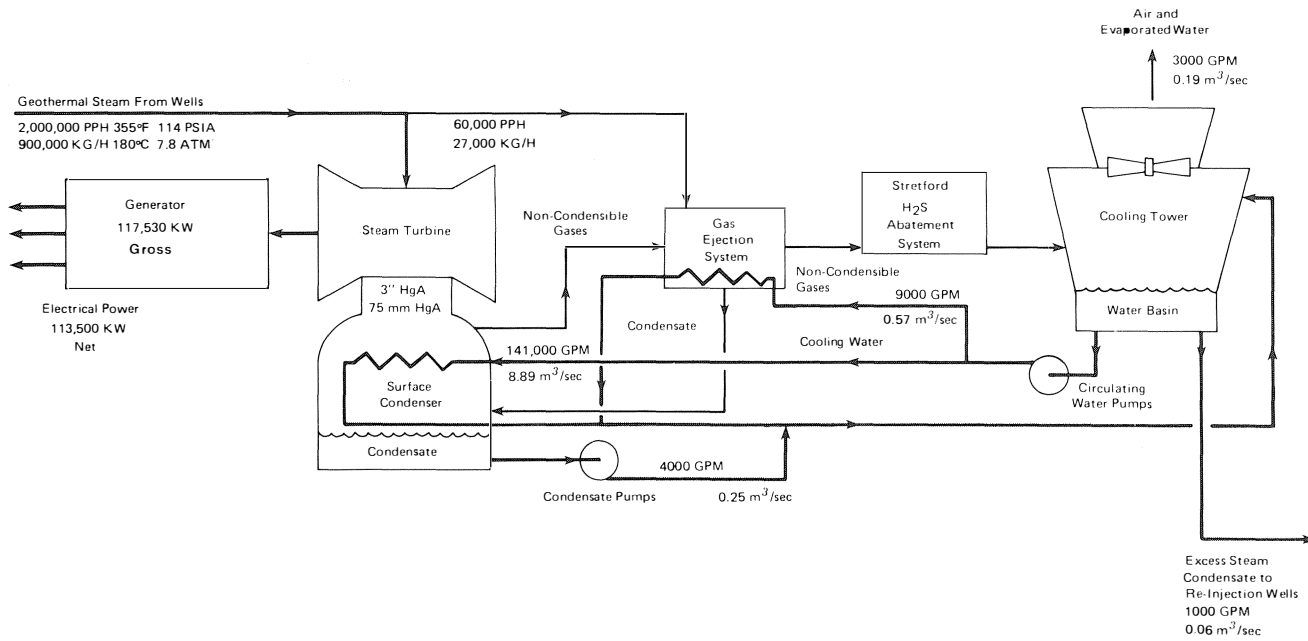 Air and
Evaporated Water
3000 GPM
0.19 m³/sec
Geothermal Steam From Wells
2,000,000 PPH 355°F 114 PSIA
900,000 KG/H 180°C 7.8 ATM
60,000 PPH
27,000 KG/H
Generator
117,530 KW
Gross
Steam Turbine
Non-Condensible
Gases
Gas
Ejection
System
Stretford
H2S
Abatement
System
Cooling Tower
Electrical Power
113,500 KW
Net
3" HgA
75 mm HgA
Non-Condensible
Gases
9000 GPM
0.57 m³/sec
Water Basin
Condensate
Cooling Water
141,000 GPM
8.89 m³/sec
Surface
Condenser
Circulating
Water Pumps
Condensate
4000 GPM
0.25 m³/sec
Condensate Pumps
Excess Steam
Condensate to
Re-Injection Wells
1000 GPM
0.06 m³/sec